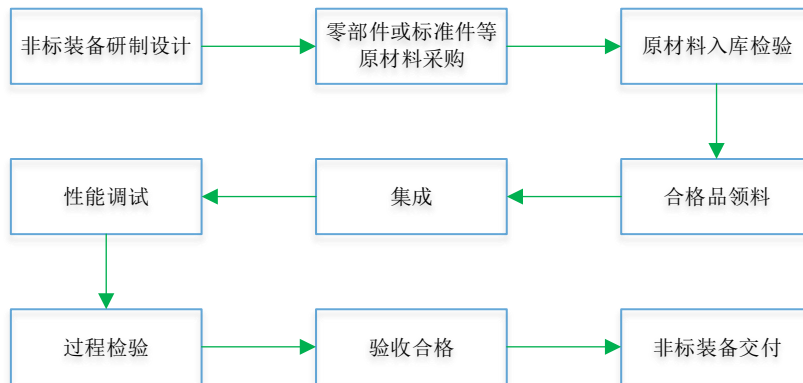 非标装备研制设计
零部件或标准件等
原材料采购
原材料入库检验
合格品领料
集成
性能调试
过程检验
验收合格
非标装备交付